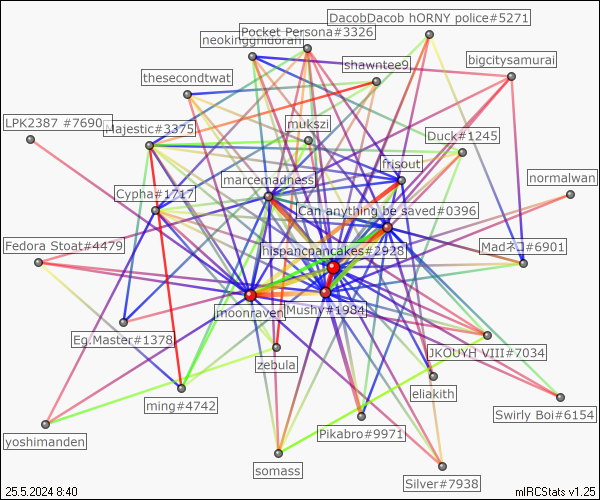 DacobDacob hORNY police#5271
Pocket Persona#3326
neokingghidorah
bigcitysamurai
shawntee9
thesecondtwat
LPK2387 #7690
mukszi
Majestic#3375
Duck#1245
frisout
marcemadness
normalwan
Cypha#1717
Can anything be saved#0396
Fedora Stoat#4479
Madネコ#6901
hispancpancakes#2928
moonraven
Mushy#1984
Eg.Master#1378
JKOUYH VIII#7034
zebula
eliakith
ming#4742
Swirly Boi#6154
Pikabro#9971
yoshimanden
somass
Silver#7938
25.5.2024 8:40
mIRCStats v1.25